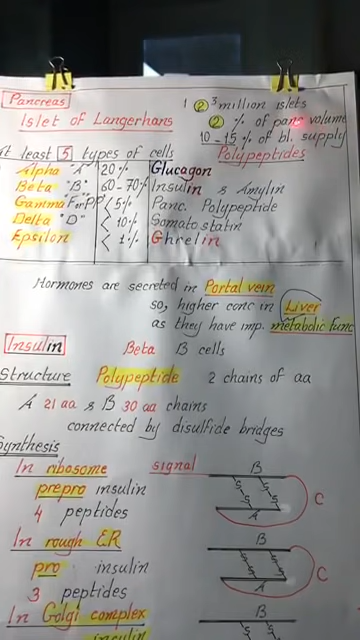 Pancreas
Islet of Langerhans
1 2 3 million islets
2 % of panc volume
10-15 % of bl. supply
At least 5 types of cells
Polypeptides
Alpha "A" 20% Glucagon
Beta "B" 60-70% Insulin & Amylin
Gamma F or PP < 5% Panc. Polypeptide
Delta "D" < 10% Somatostatin
Epsilon < 1% Ghrelin
Hormones are secreted in Portal vein
so, higher conc in Liver
as they have imp. metabolic func
Insulin Beta B cells
Structure Polypeptide 2 chains of aa
A 21 aa & B 30 aa chains
connected by disulfide bridges
Synthesis
In ribosome signal B
prepro insulin S S S S C
4 peptides A
In rough ER B
pro insulin S S S S C
3 peptides A
In Golgi complex B
insulin